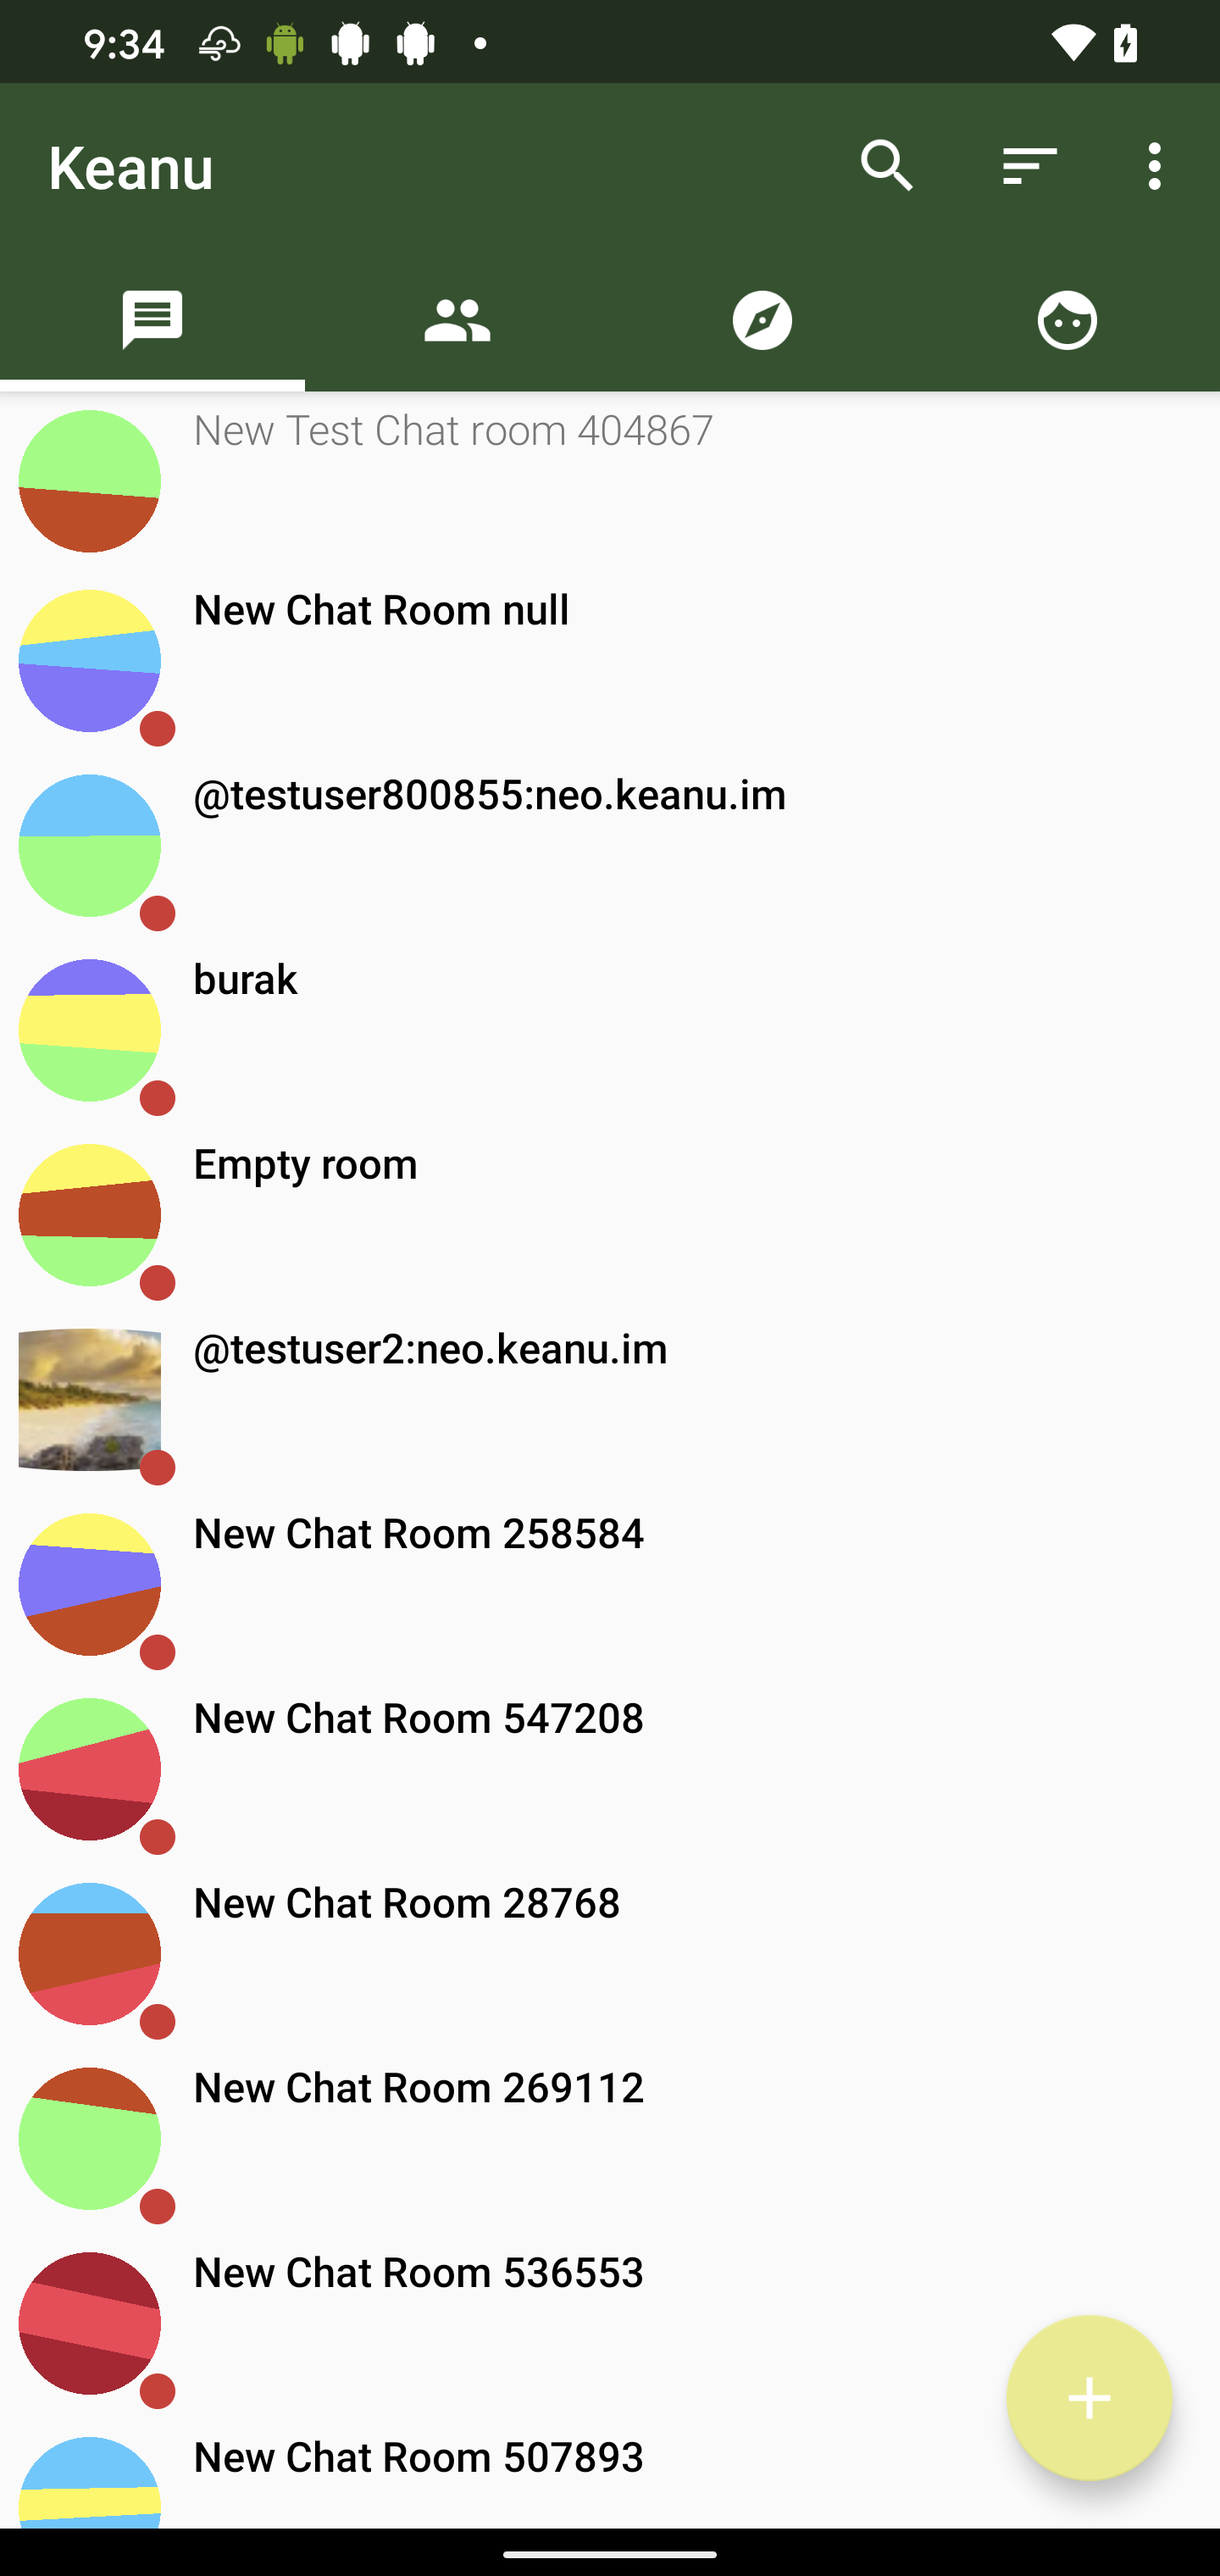 9:34
Keanu
New Test Chat room 404867
New Chat Room null
@testuser800855:neo.keanu.im
burak
Empty room
@testuser2:neo.keanu.im
New Chat Room 258584
New Chat Room 547208
New Chat Room 28768
New Chat Room 269112
New Chat Room 536553
New Chat Room 507893